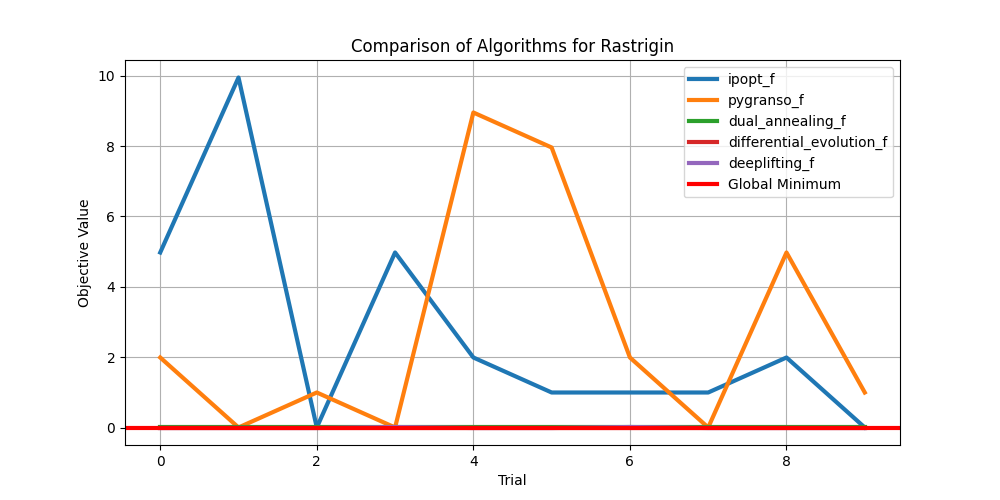 Comparison of Algorithms for Rastrigin
Objective Value
10
8
6
4
2
0
0
2
4
6
8
Trial
ipopt_f
pygranso_f
dual_annealing_f
differential_evolution_f
deeplifting_f
Global Minimum